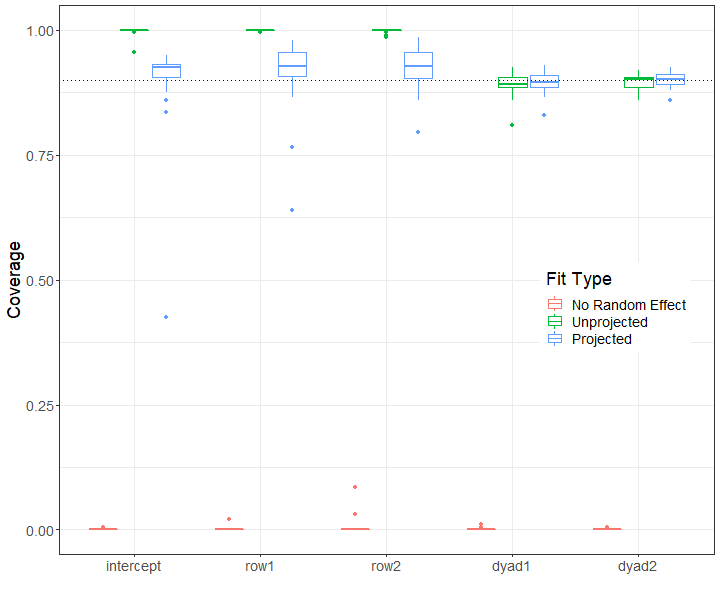 1.00
0.75
0.50
0.25
0.00
Coverage
Fit Type
No Random Effect
Unprojected
Projected
intercept row1 row2 dyad1 dyad2